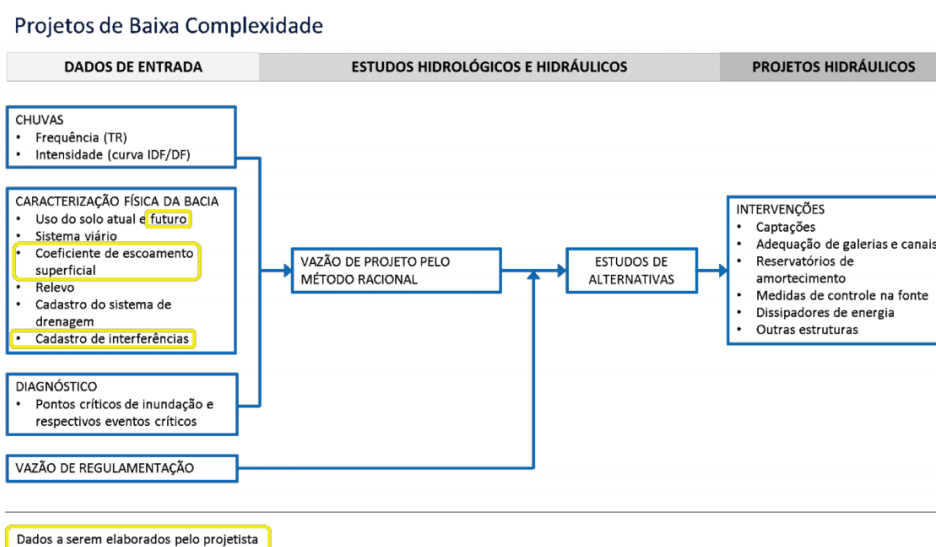 Projetos de Baixa Complexidade
DADOS DE ENTRADA
ESTUDOS HIDROLÓGICOS E HIDRÁULICOS
PROJETOS HIDRÁULICOS
CHUVAS
• Frequência (TR)
• Intensidade (curva IDF/DF)
CARACTERIZAÇÃO FÍSICA DA BACIA
• Uso do solo atual e futuro
• Sistema viário
• Coeficiente de escoamento
superficial
• Relevo
• Cadastro do sistema de
drenagem
• Cadastro de interferências
DIAGNÓSTICO
• Pontos críticos de inundação e
respectivos eventos críticos
VAZÃO DE REGULAMENTAÇÃO
VAZÃO DE PROJETO PELO
MÉTODO RACIONAL
ESTUDOS DE
ALTERNATIVAS
INTERVENÇÕES
• Captações
• Adequação de galerias e canais
• Reservatórios de
amortecimento
• Medidas de controle na fonte
• Dissipadores de energia
• Outras estruturas
Dados a serem elaborados pelo projetista